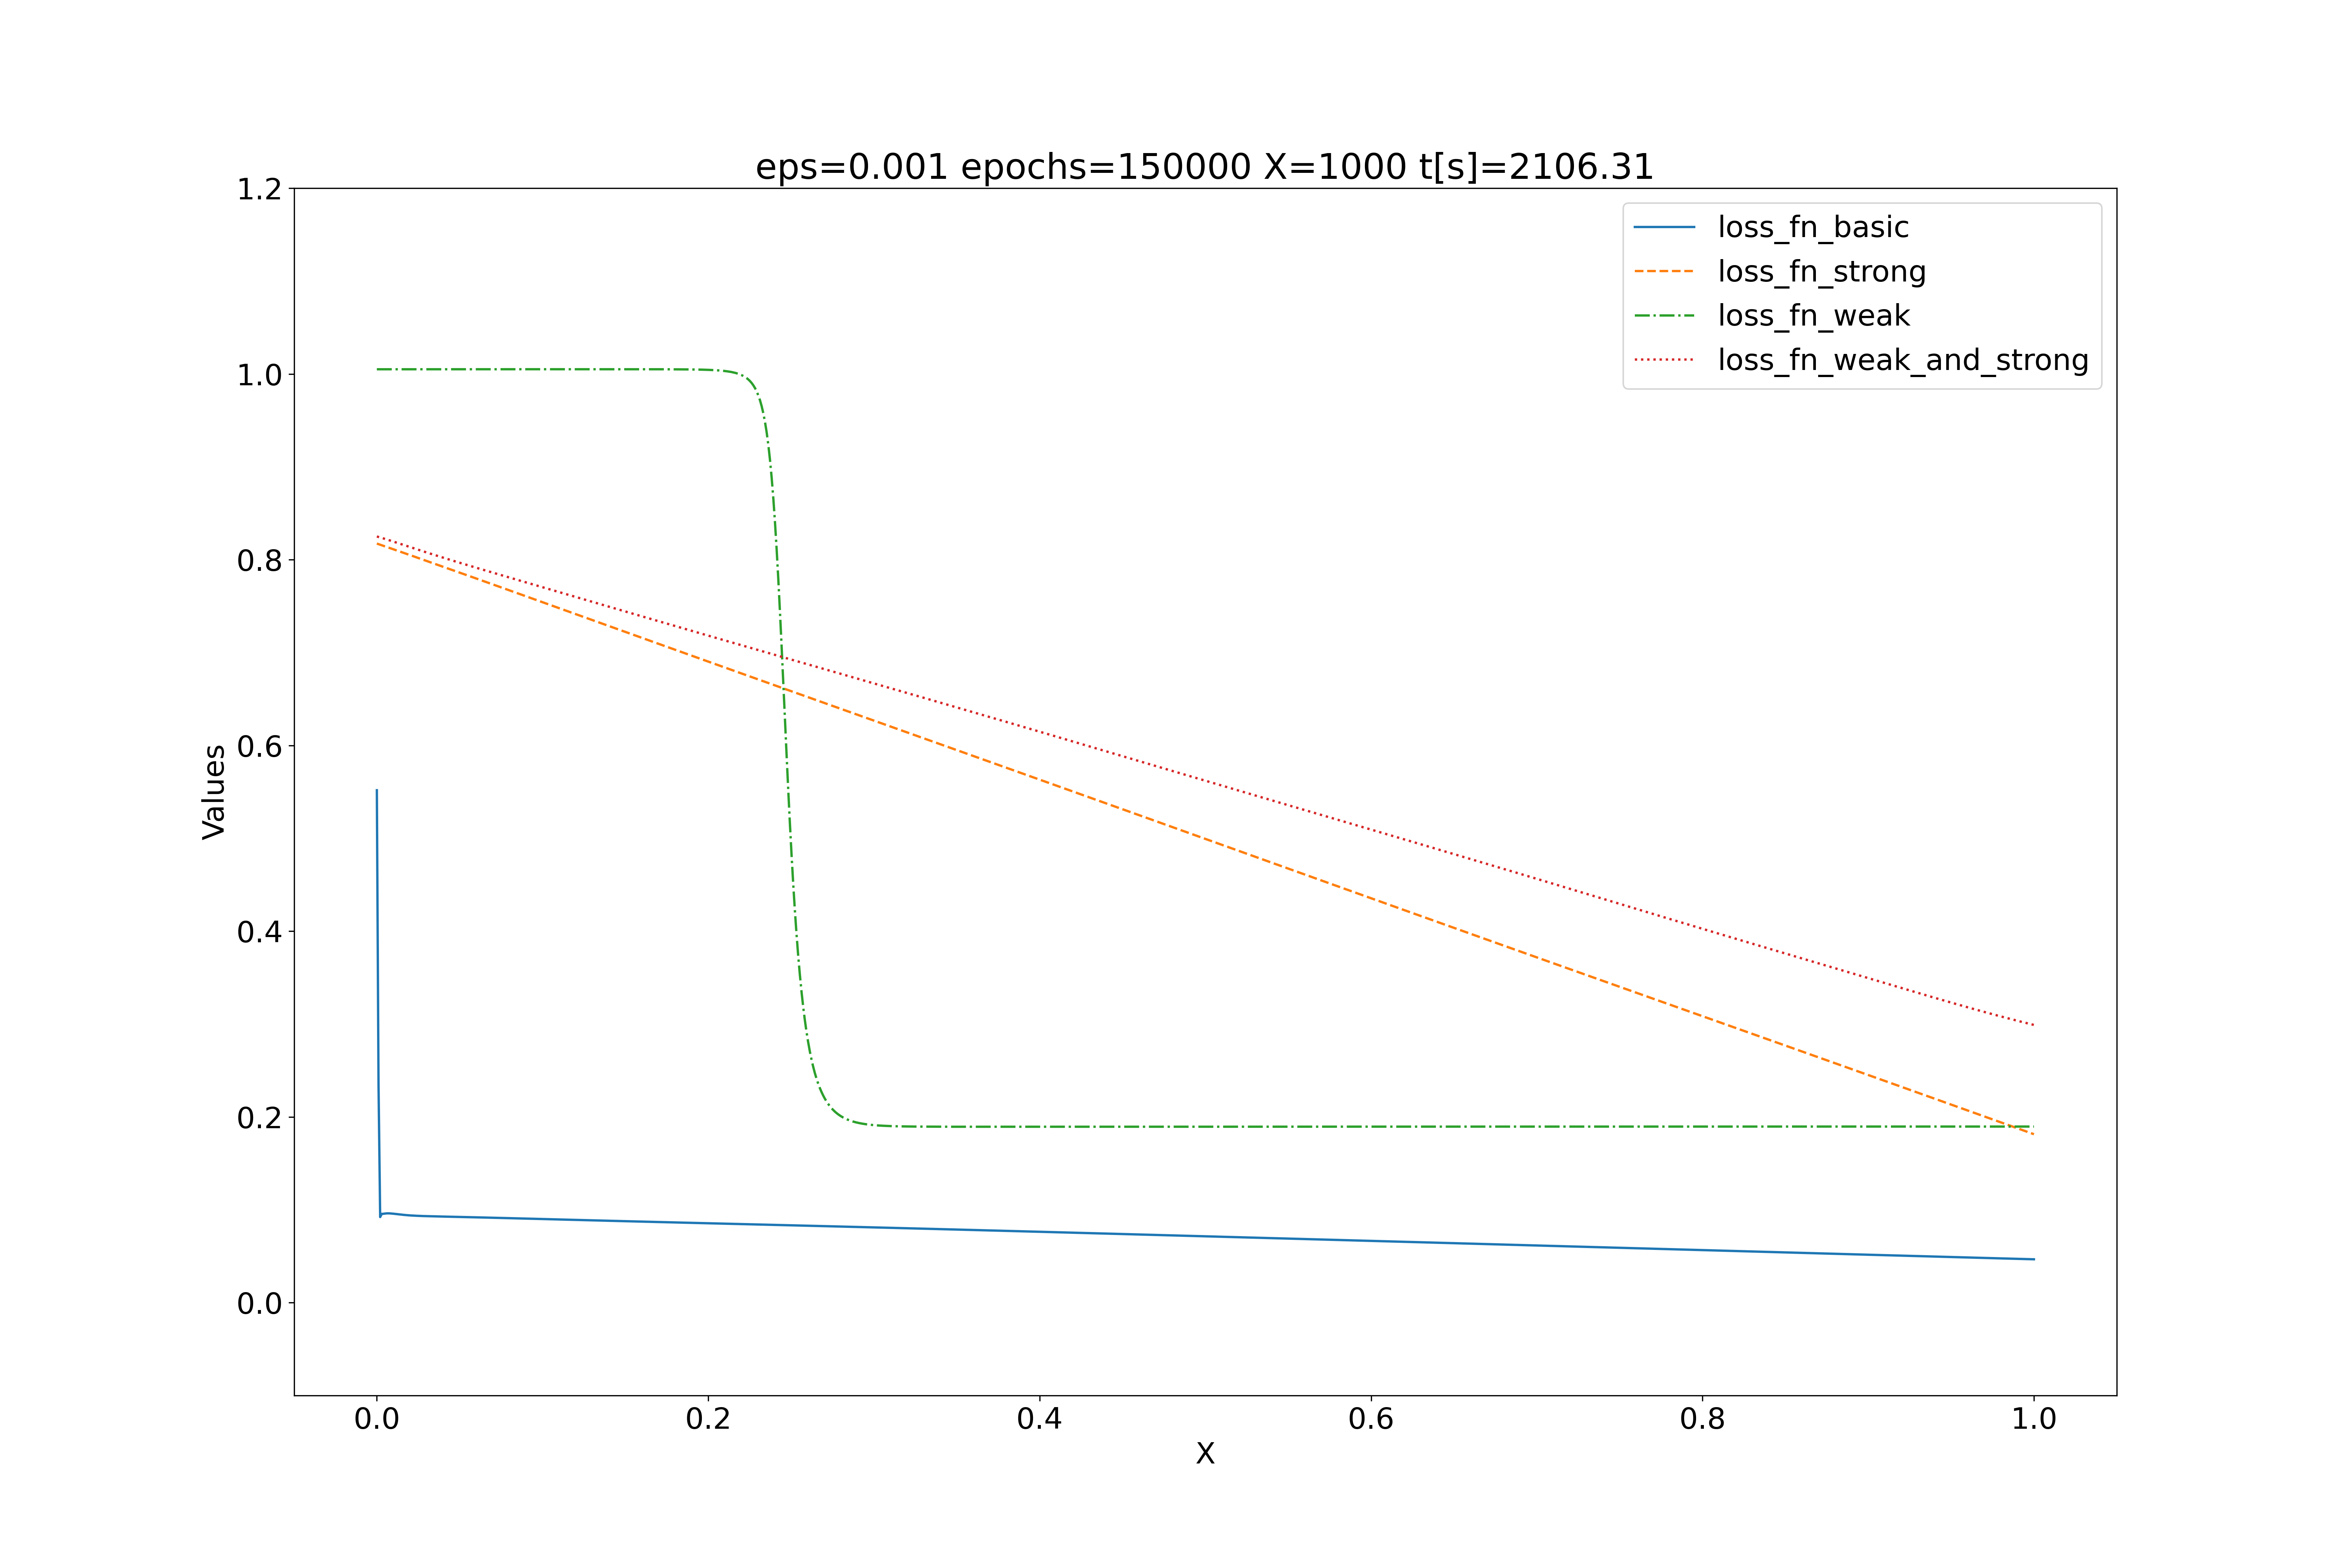 eps=0.001 epochs=150000 X=1000 t[s]=2106.31
1.2
1.0
0.8
0.6
0.4
0.2
0.0
Values
loss_fn_basic
loss_fn_strong
loss_fn_weak
loss_fn_weak_and_strong
0.0 0.2 0.4 0.6 0.8 1.0
X